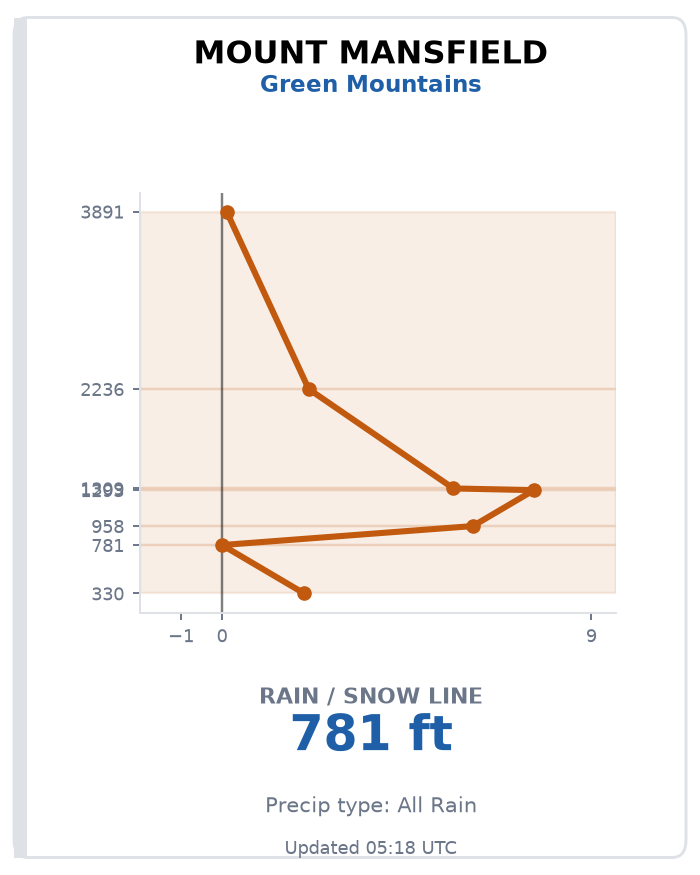 MOUNT MANSFIELD
Green Mountains
3891
2236
958
781
330
−1 0 9
RAIN / SNOW LINE
781 ft
Precip type: All Rain
Updated 05:18 UTC